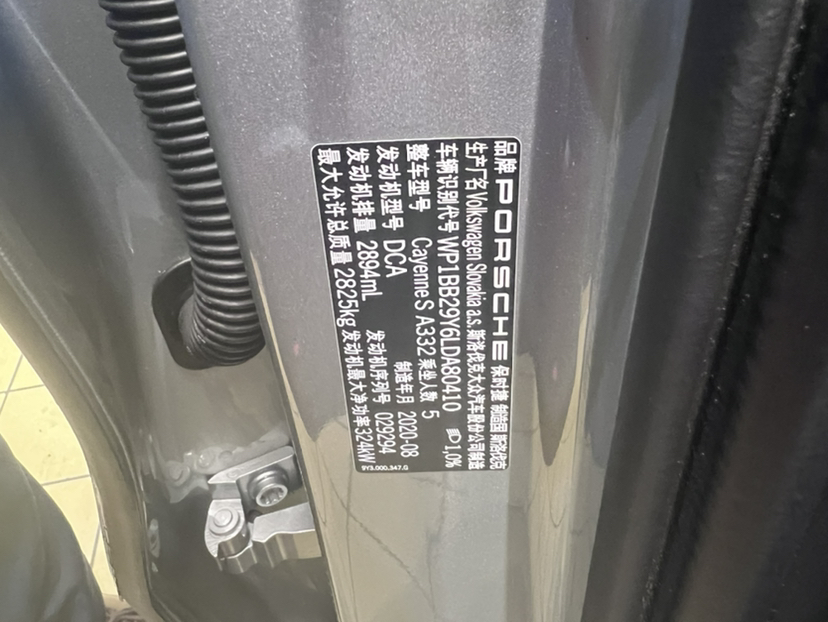 品牌 PORSCHE 保时捷 制造国 斯洛伐克
生产厂名 Volkswagen Slovakia a.s. 斯洛伐克大众汽车股份公司制造
车辆识别代号 WP1BB29Y6LDA80410 1,0%
整车型号 Cayenne S A332 乘坐人数 5
发动机型号 DCA 制造年月 2020-08
发动机排量 2894mL 发动机序列号 029294
最大允许总质量 2825kg 发动机最大净功率 324kW
9Y3.000.347.G